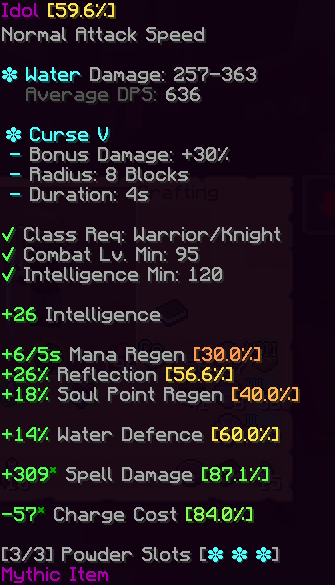 Idol [59.6%]
Normal Attack Speed
✽ Water Damage: 257-363
Average DPS: 636
✽ Curse V
- Bonus Damage: +30%
- Radius: 8 Blocks
- Duration: 4s
✓ Class Req: Warrior/Knight
✓ Combat Lv. Min: 95
✓ Intelligence Min: 120
+26 Intelligence
+6/5s Mana Regen [30.0%]
+26% Reflection [56.6%]
+18% Soul Point Regen [40.0%]
+14% Water Defence [60.0%]
+309* Spell Damage [87.1%]
-57* Charge Cost [84.0%]
[3/3] Powder Slots [✽ ✽ ✽]
Mythic Item